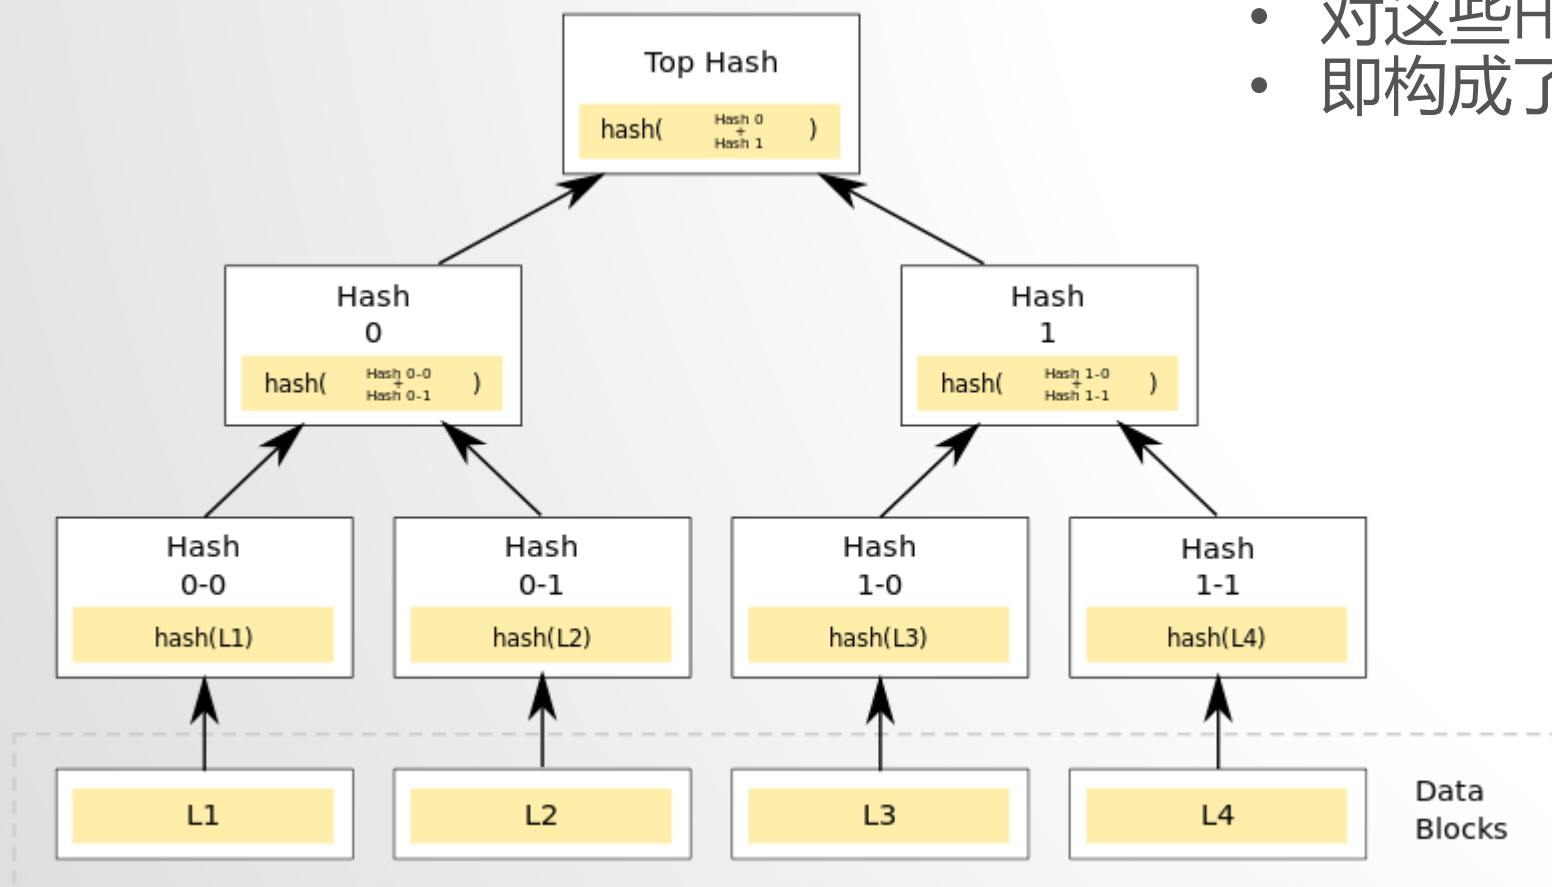 • 对这些H
• 即构成了
Top Hash
hash( Hash 0 + Hash 1 )
Hash
0
hash( Hash 0-0 + Hash 0-1 )
Hash
1
hash( Hash 1-0 + Hash 1-1 )
Hash
0-0
hash(L1)
Hash
0-1
hash(L2)
Hash
1-0
hash(L3)
Hash
1-1
hash(L4)
L1
L2
L3
L4
Data
Blocks